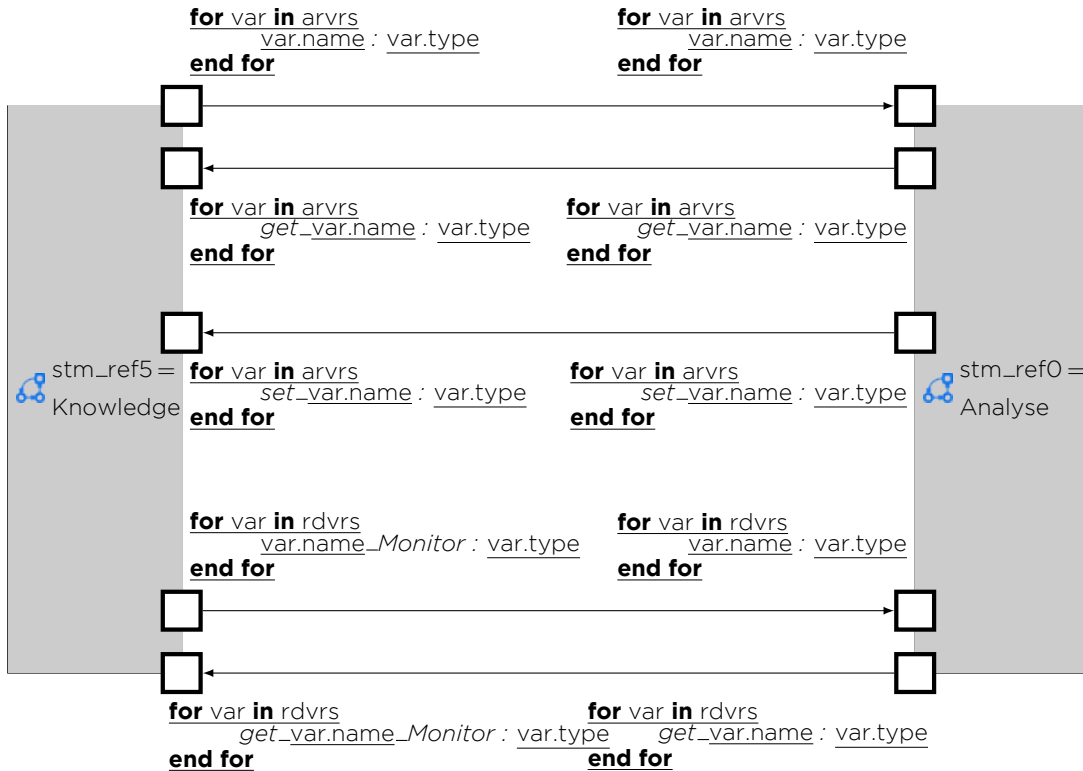 for var in arvrs
var.name : var.type
end for
for var in arvrs
var.name : var.type
end for
for var in arvrs
get_var.name : var.type
end for
for var in arvrs
get_var.name : var.type
end for
stm_ref5 =
Knowledge
for var in arvrs
set_var.name : var.type
end for
for var in arvrs
set_var.name : var.type
end for
stm_ref0 =
Analyse
for var in rdvrs
var.name_Monitor : var.type
end for
for var in rdvrs
var.name : var.type
end for
for var in rdvrs
get_var.name_Monitor : var.type
end for
for var in rdvrs
get_var.name : var.type
end for